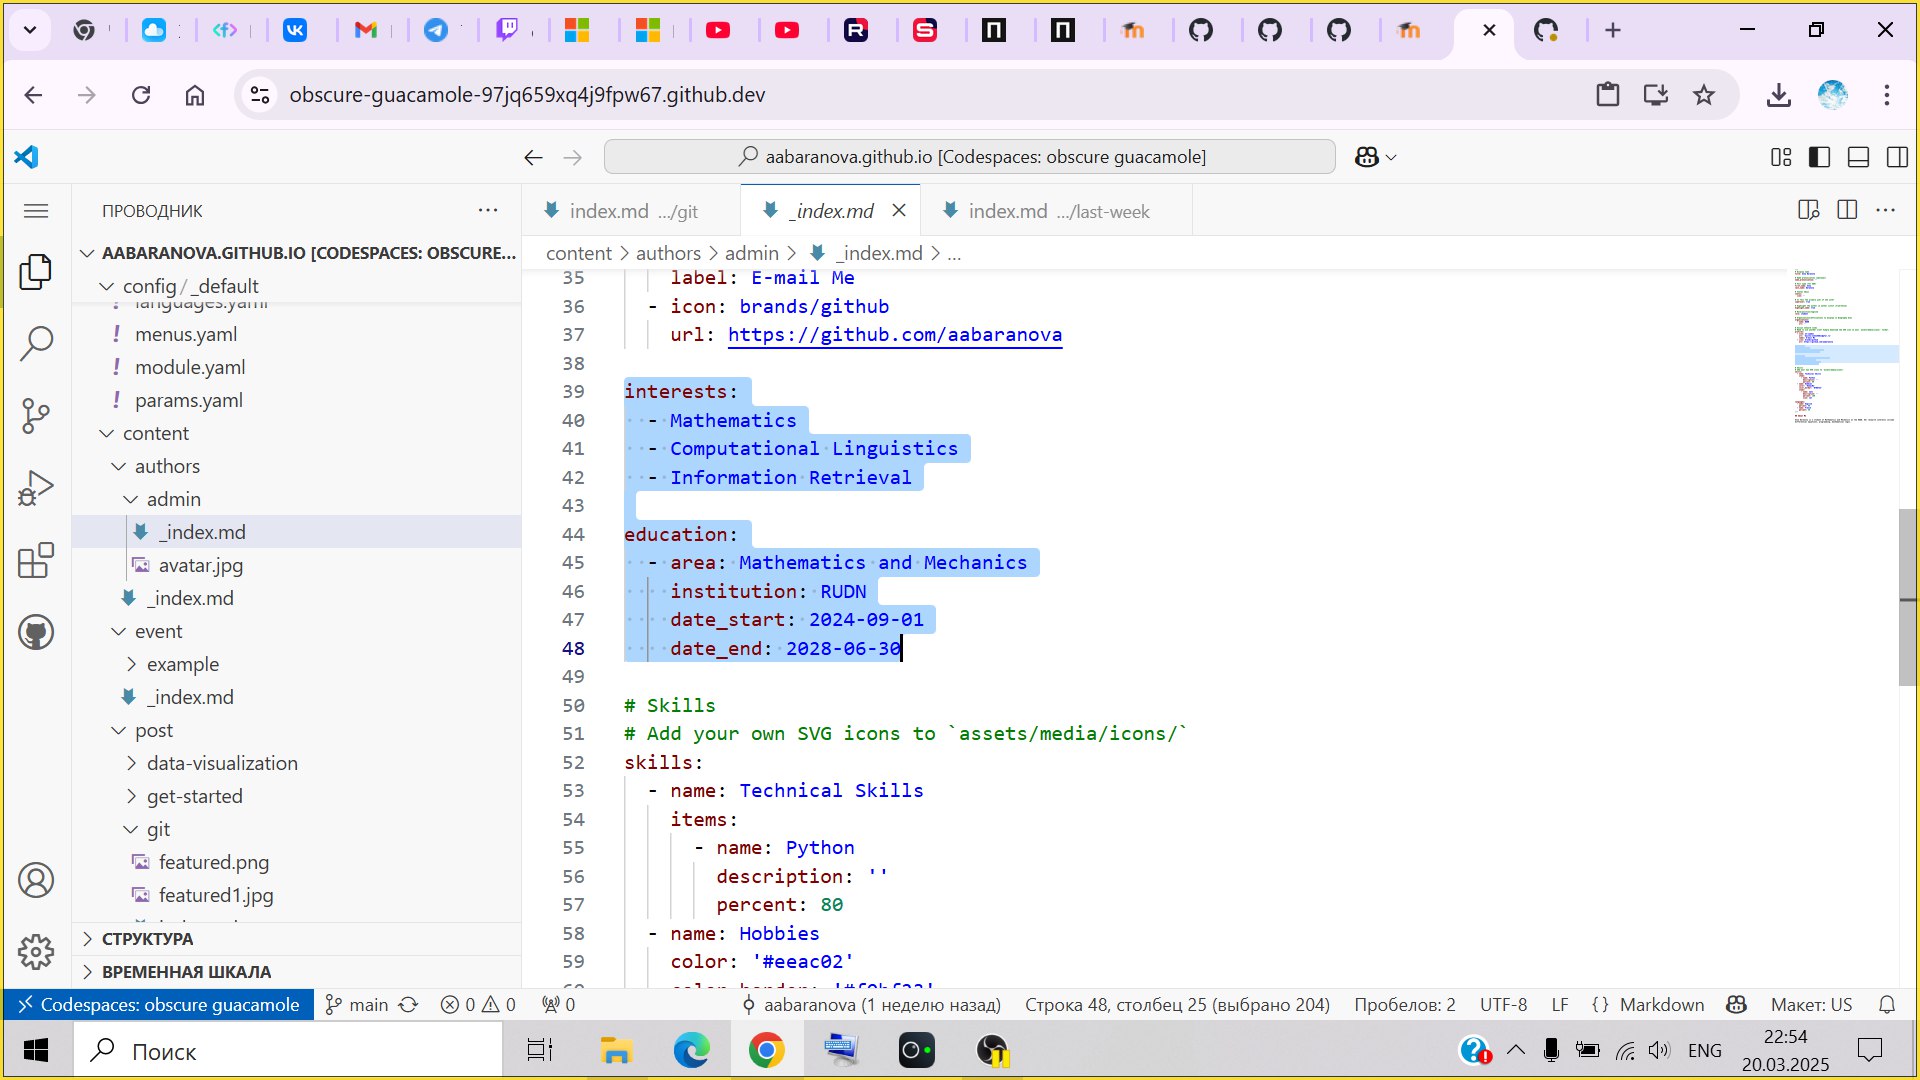 obscure-guacamole-97jq659xq4j9fpw67.github.dev
aabaranova.github.io [Codespaces: obscure guacamole]
ПРОВОДНИК
index.md .../git
_index.md
index.md .../last-week
AABARANOVA.GITHUB.IO [CODESPACES: OBSCURE...
content > authors > admin > _index.md > ...
config / _default
languages.yaml
menus.yaml
module.yaml
params.yaml
content
authors
admin
_index.md
avatar.jpg
_index.md
event
example
_index.md
post
data-visualization
get-started
git
featured.png
featured1.jpg
СТРУКТУРА
ВРЕМЕННАЯ ШКАЛА
35 label: E-mail Me
36 - icon: brands/github
37 url: https://github.com/aabaranova
38
39 interests:
40 - Mathematics
41 - Computational Linguistics
42 - Information Retrieval
43
44 education:
45 - area: Mathematics and Mechanics
46 institution: RUDN
47 date_start: 2024-09-01
48 date_end: 2028-06-30
49
50 # Skills
51 # Add your own SVG icons to `assets/media/icons/`
52 skills:
53 - name: Technical Skills
54 items:
55 - name: Python
56 description: ''
57 percent: 80
58 - name: Hobbies
59 color: '#eeac02'
Codespaces: obscure guacamole
main
0 0
0
aabaranova (1 неделю назад)
Строка 48, столбец 25 (выбрано 204)
Пробелов: 2
UTF-8
LF
{ } Markdown
Макет: US
Поиск
ENG
22:54
20.03.2025